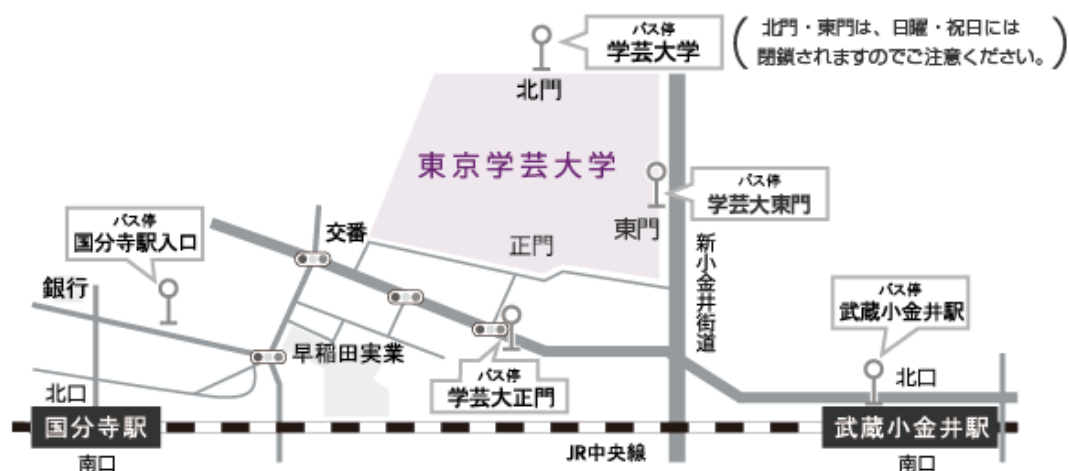 バス停
学芸大学
北門・東門は、日曜・祝日には
閉鎖されますのでご注意ください。
北門
東京学芸大学
バス停
学芸大東門
東門
正門
新小金井街道
バス停
国分寺駅入口
交番
銀行
バス停
武蔵小金井駅
早稲田実業
バス停
学芸大正門
北口
国分寺駅
南口
JR中央線
北口
武蔵小金井駅
南口